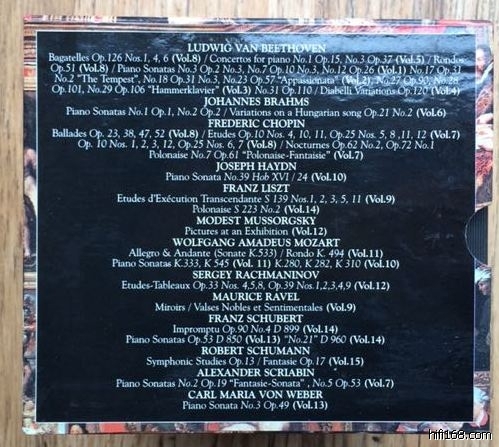 LUDWIG VAN BEETHOVEN
Bagatelles Op.126 Nos.1, 4, 6 (Vol.8) / Concertos for piano No.1 Op.15, No.3 Op.37 (Vol.5) / Rondos
Op.51 (Vol.8) / Piano Sonatas No.3 Op.2 No.3, No.7 Op.10 No.3, No.12 Op.26 (Vol.1) No.17 Op.31
No.2 "The Tempest", No.18 Op.31 No.3, No.23 Op.57 "Appassionata" (Vol.2), No.27 Op.90, No.28
Op.101, No.29 Op.106 "Hammerklavier" (Vol.3) No.31 Op.110 / Diabelli Variations Op.120 (Vol.4)
JOHANNES BRAHMS
Piano Sonatas No.1 Op.1, No.2 Op.2 / Variations on a Hungarian song Op.21 No.2 (Vol.6)
FREDERIC CHOPIN
Ballades Op. 23, 38, 47, 52 (Vol.8) / Etudes Op.10 Nos. 4, 10, 11, Op.25 Nos. 5, 8 ,11, 12 (Vol.7)
Op. 10 Nos. 1, 2, 3, 12, Op.25 Nos. 6, 7 (Vol.8) / Nocturnes Op.62 No.2, Op.72 No.1
Polonaise No.7 Op.61 "Polonaise-Fantaisie" (Vol.7)
JOSEPH HAYDN
Piano Sonata No.39 Hob XVI / 24 (Vol.10)
FRANZ LISZT
Etudes d'Exécution Transcendante S 139 Nos.1, 2, 3, 5, 11 (Vol.9)
Polonaise S 223 No.2 (Vol.14)
MODEST MUSSORGSKY
Pictures at an Exhibition (Vol.12)
WOLFGANG AMADEUS MOZART
Allegro & Andante (Sonate K.533) / Rondo K. 494 (Vol.11)
Piano Sonatas K.333, K 545 (Vol. 11) K.280, K 282, K 310 (Vol.10)
SERGEY RACHMANINOV
Etudes-Tableaux Op.33 Nos. 4,5,8, Op.39 Nos.1,2,3,4,9 (Vol.12)
MAURICE RAVEL
Miroirs / Valses Nobles et Sentimentales (Vol.9)
FRANZ SCHUBERT
Impromptu Op.90 No.4 D 899 (Vol.14)
Piano Sonatas Op.53 D 850 (Vol.13) "No.21" D 960 (Vol.14)
ROBERT SCHUMANN
Symphonic Studies Op.13 / Fantasie Op.17 (Vol.15)
ALEXANDER SCRIABIN
Piano Sonatas No.2 Op.19 "Fantasie-Sonata" , No.5 Op.53 (Vol.7)
CARL MARIA VON WEBER
Piano Sonata No.3 Op.49 (Vol.13)
hifi168.com